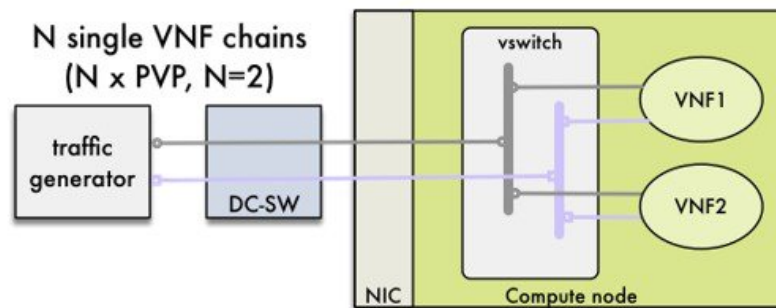 N single VNF chains
(N x PVP, N=2)
vswitch
VNF1
traffic
generator
DC-SW
VNF2
NIC
Compute node